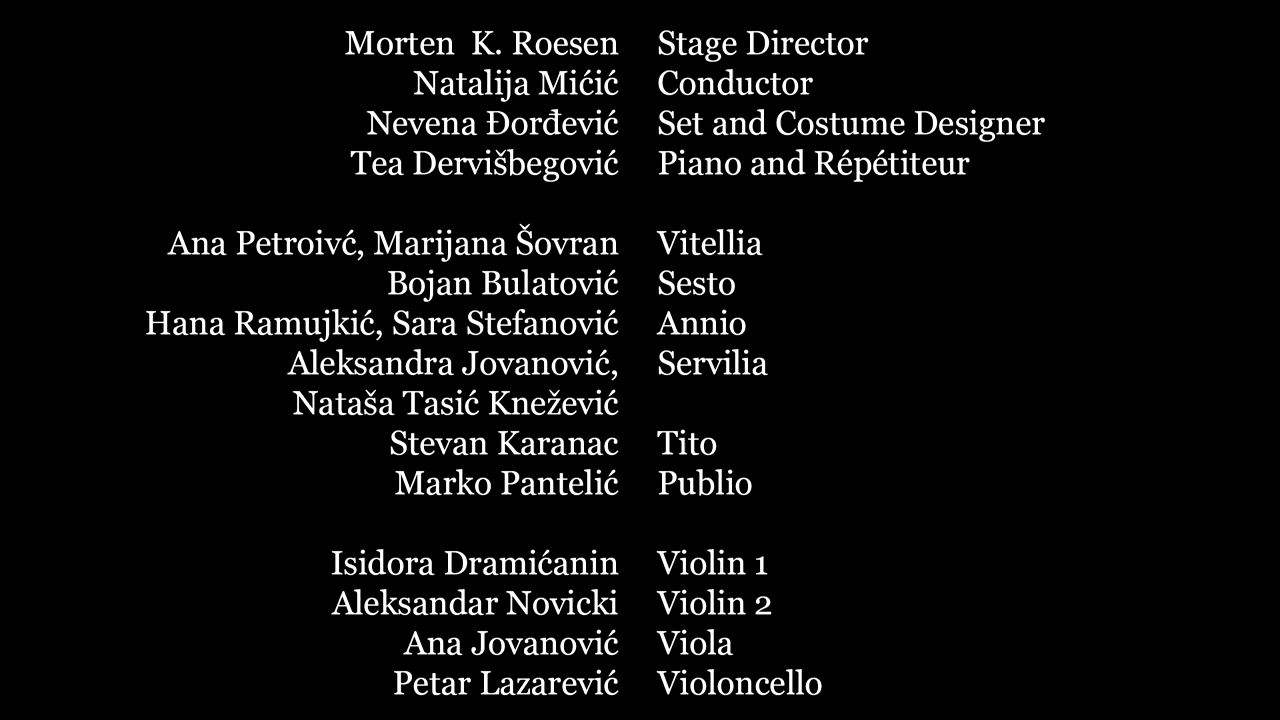 Morten K. Roesen Stage Director
Natalija Mićić Conductor
Nevena Đorđević Set and Costume Designer
Tea Dervišbegović Piano and Répétiteur
Ana Petroivć, Marijana Šovran Vitellia
Bojan Bulatović Sesto
Hana Ramujkić, Sara Stefanović Annio
Aleksandra Jovanović, Servilia
Nataša Tasić Knežević
Stevan Karanac Tito
Marko Pantelić Publio
Isidora Dramićanin Violin 1
Aleksandar Novicki Violin 2
Ana Jovanović Viola
Petar Lazarević Violoncello